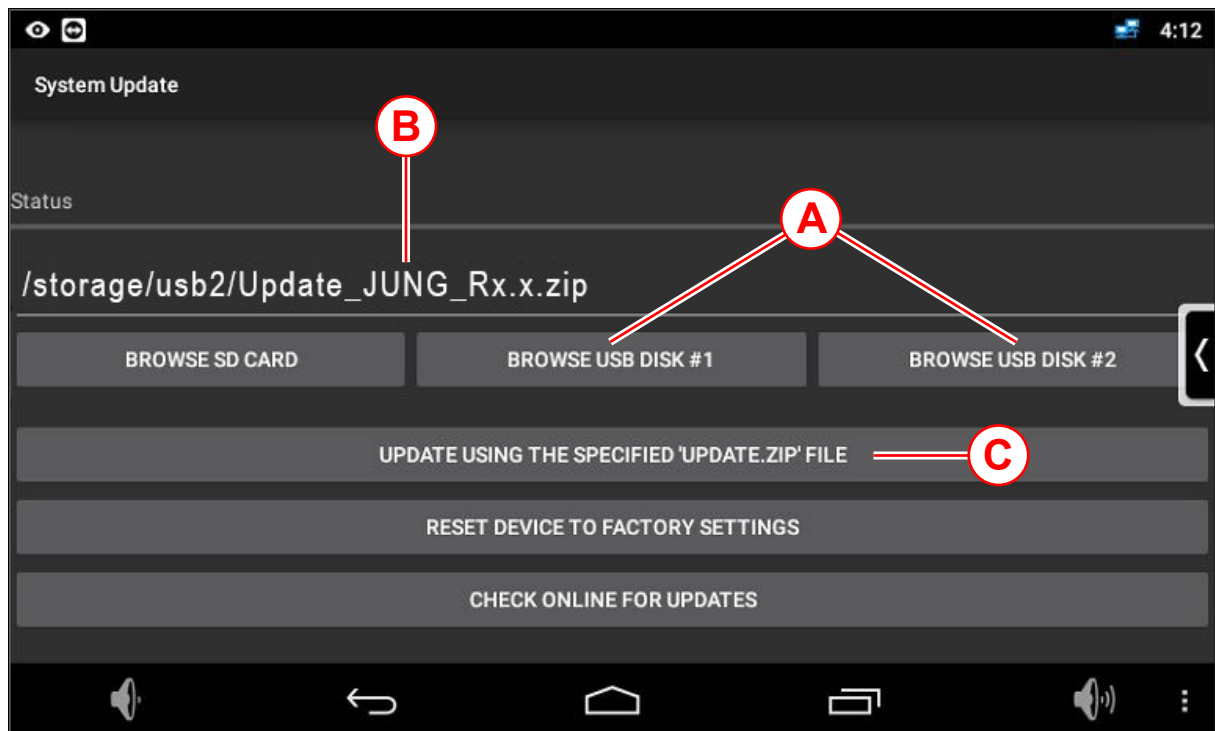 4:12
System Update
B
Status
A
/storage/usb2/Update_JUNG_Rx.x.zip
BROWSE SD CARD
BROWSE USB DISK #1
BROWSE USB DISK #2
UPDATE USING THE SPECIFIED 'UPDATE.ZIP' FILE
C
RESET DEVICE TO FACTORY SETTINGS
CHECK ONLINE FOR UPDATES